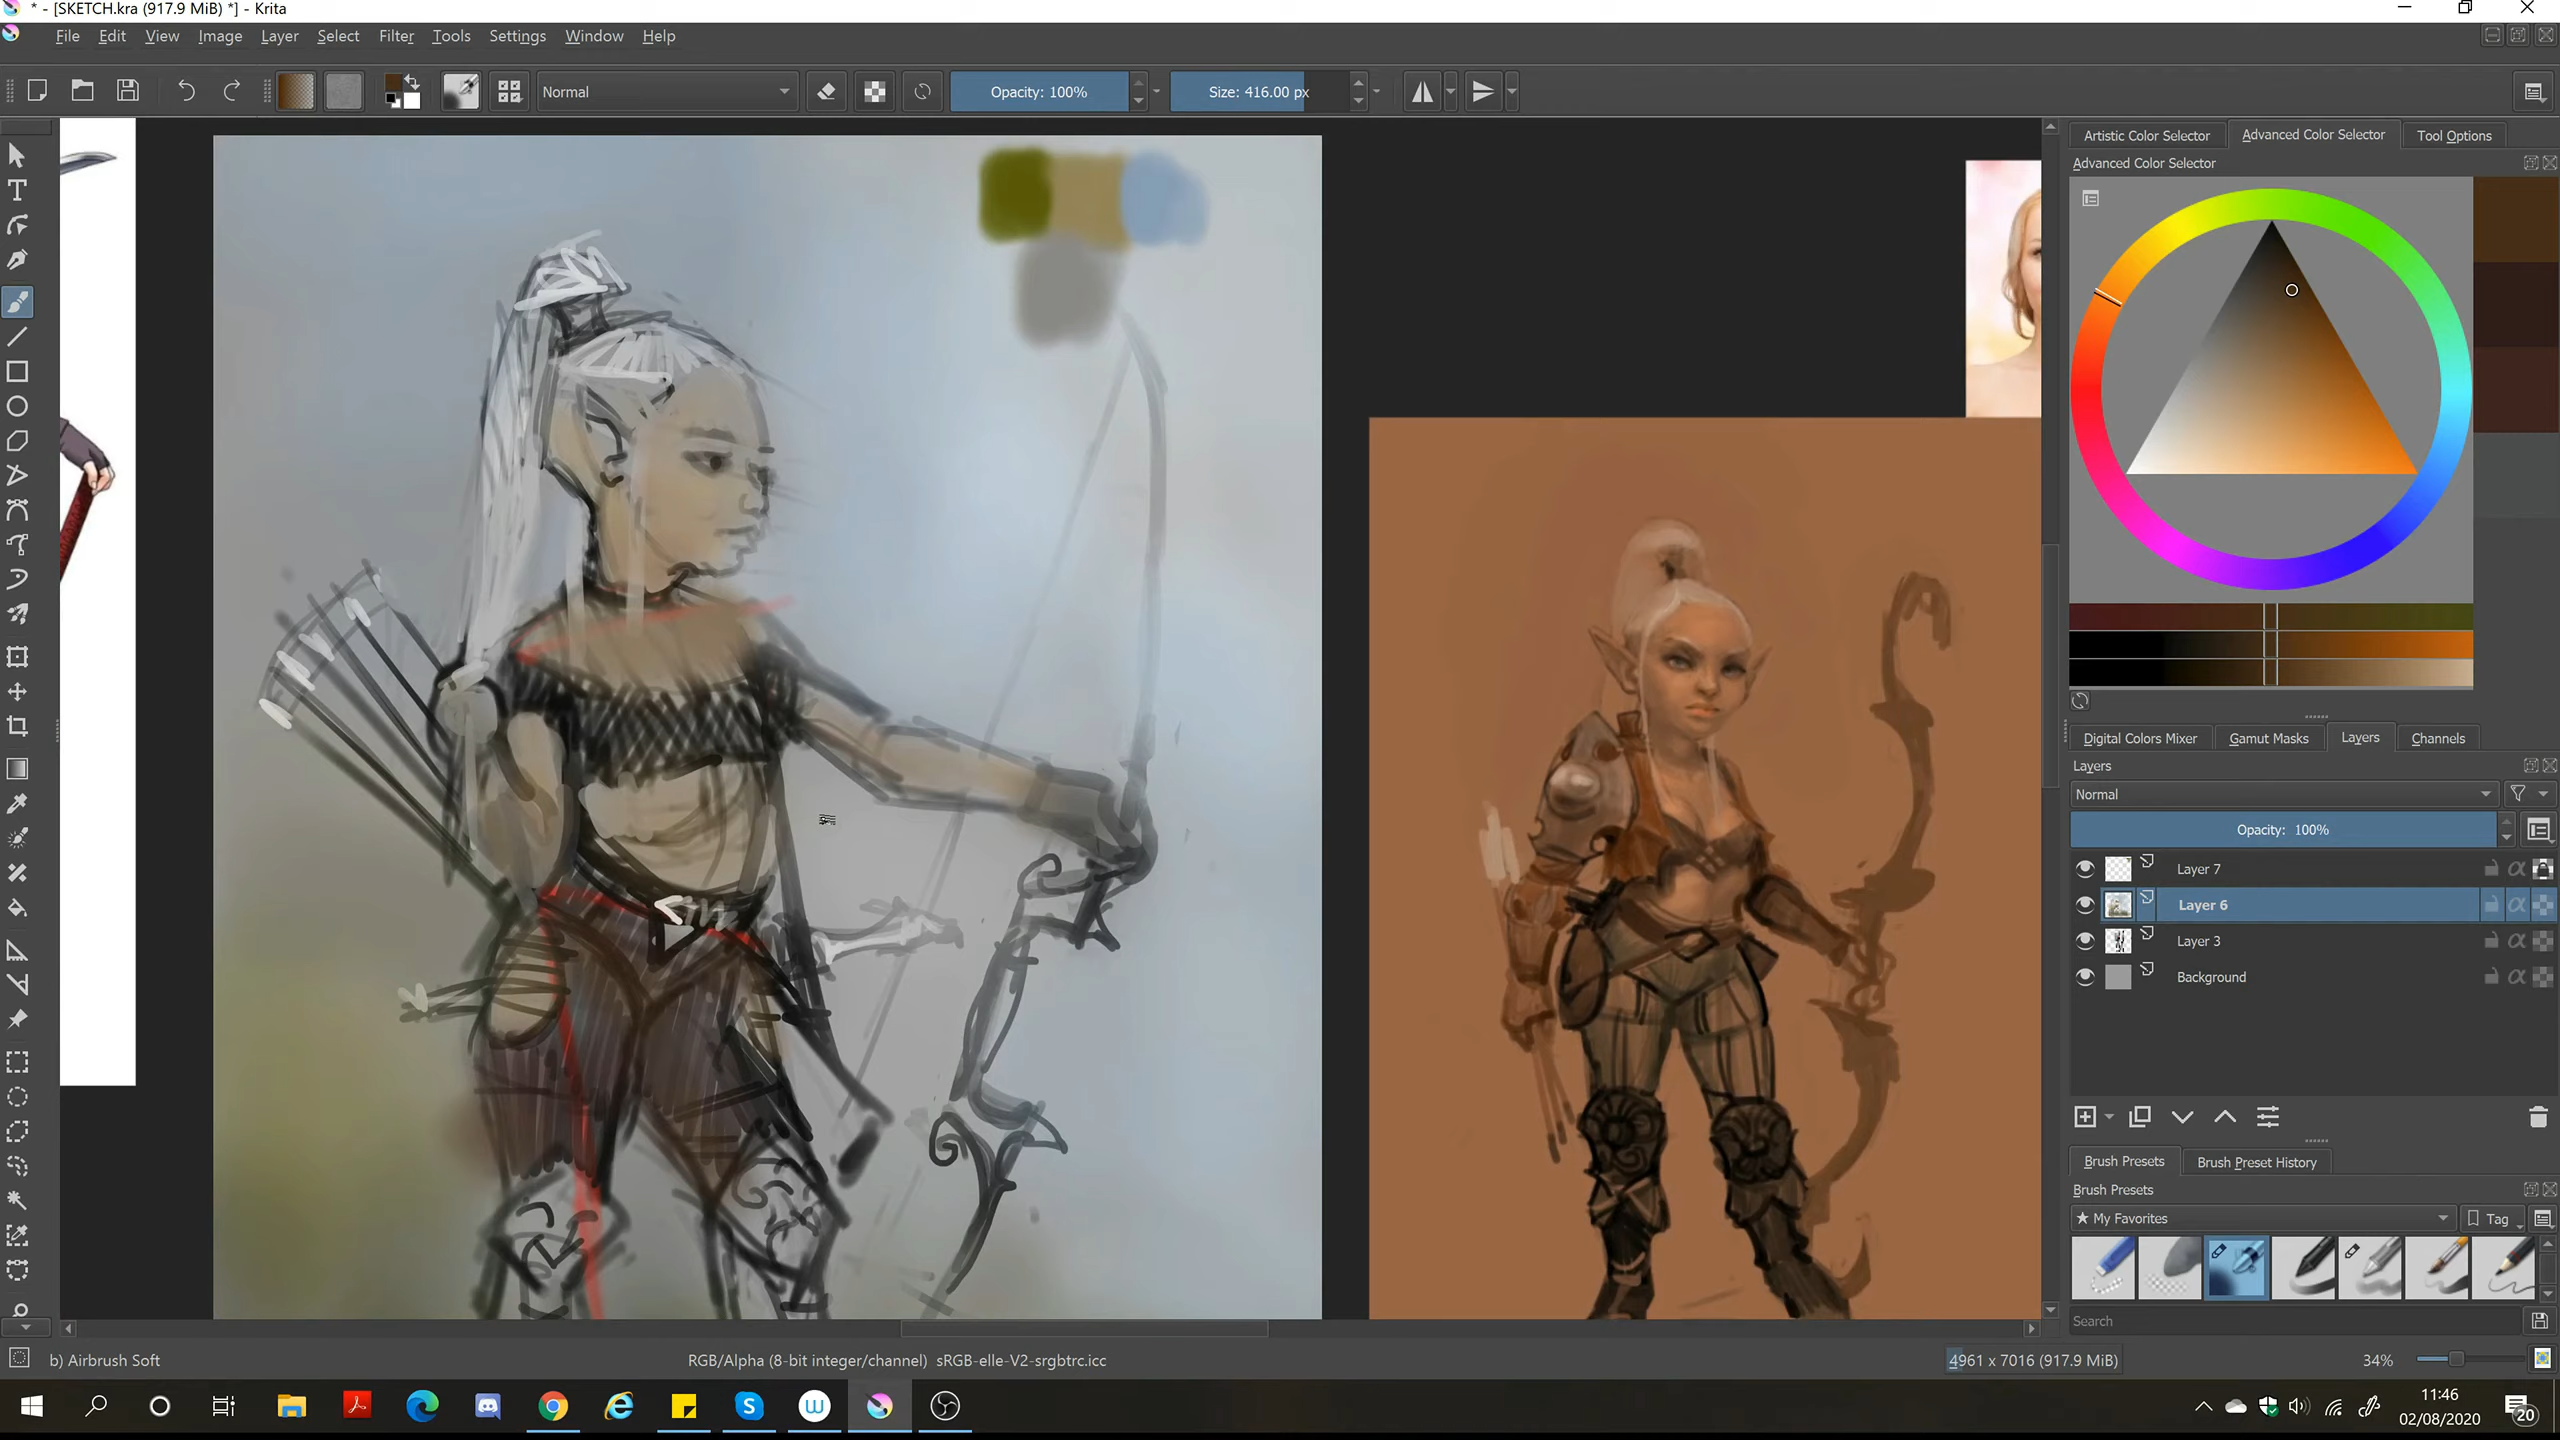 * - [SKETCH.kra (917.9 MiB) *] - Krita
File Edit View Image Layer Select Filter Tools Settings Window Help
Normal Opacity: 100% Size: 416.00 px
Artistic Color Selector Advanced Color Selector Tool Options
Advanced Color Selector
Digital Colors Mixer Gamut Masks Layers Channels
Layers
Normal
Opacity: 100%
Layer 7
Layer 6
Layer 3
Background
Brush Presets Brush Preset History
Brush Presets
★ My Favorites Tag
Search
b) Airbrush Soft RGB/Alpha (8-bit integer/channel) sRGB-elle-V2-srgbtrc.icc 4961 x 7016 (917.9 MiB) 34%
11:46
02/08/2020
20